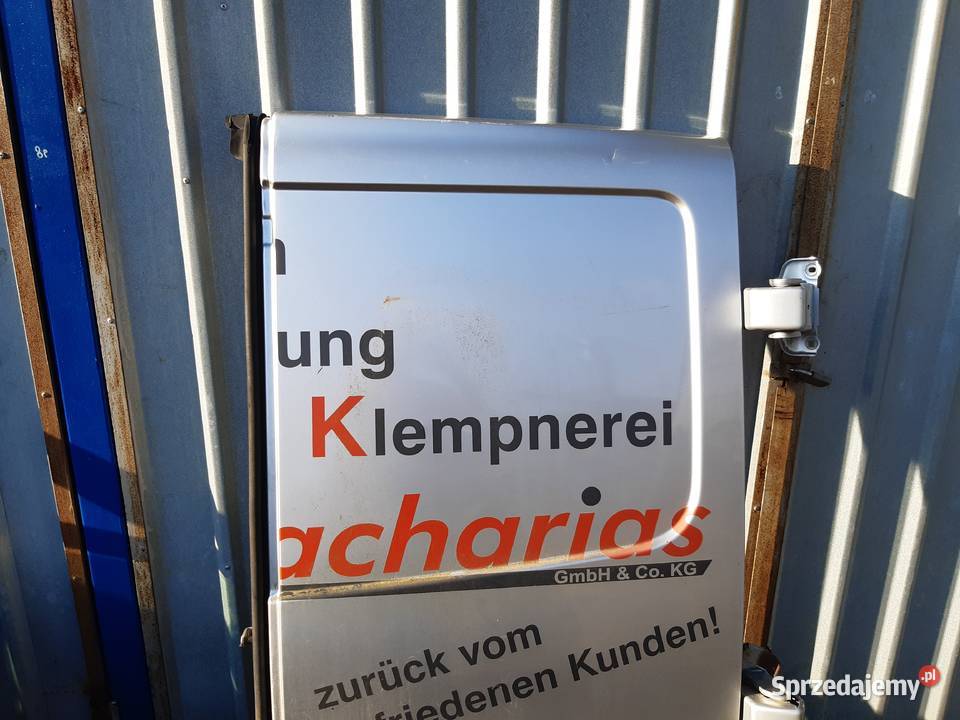 ung
Klempnerei
acharias
GmbH & Co. KG
zurück vom
friedenen Kunden!
Sprzedajemy.pl